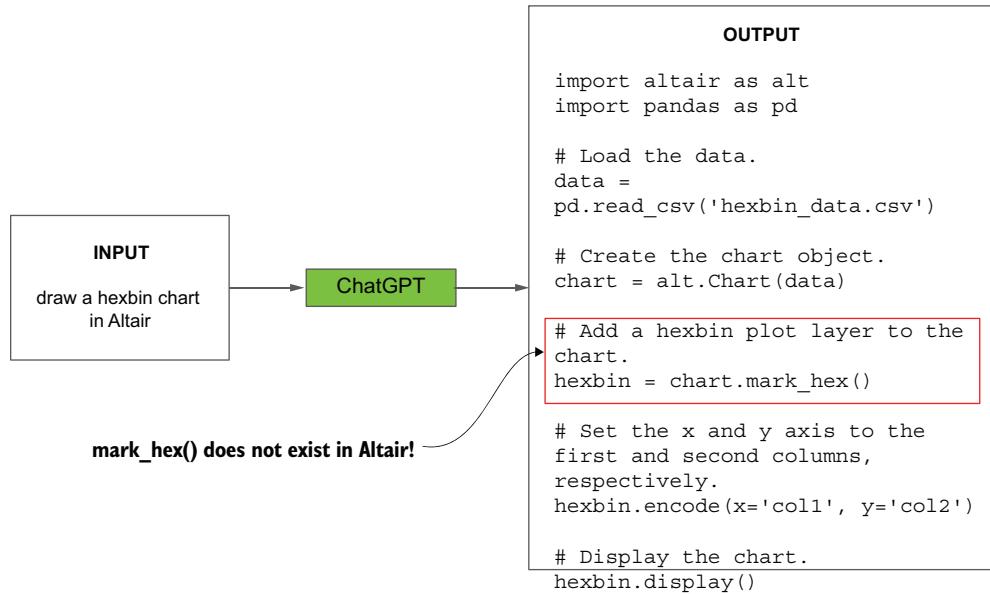 INPUT
draw a hexbin chart
in Altair
ChatGPT
mark_hex() does not exist in Altair!
OUTPUT
import altair as alt
import pandas as pd
# Load the data.
data =
pd.read_csv('hexbin_data.csv')
# Create the chart object.
chart = alt.Chart(data)
# Add a hexbin plot layer to the
chart.
hexbin = chart.mark_hex()
# Set the x and y axis to the
first and second columns,
respectively.
hexbin.encode(x='col1', y='col2')
# Display the chart.
hexbin.display()